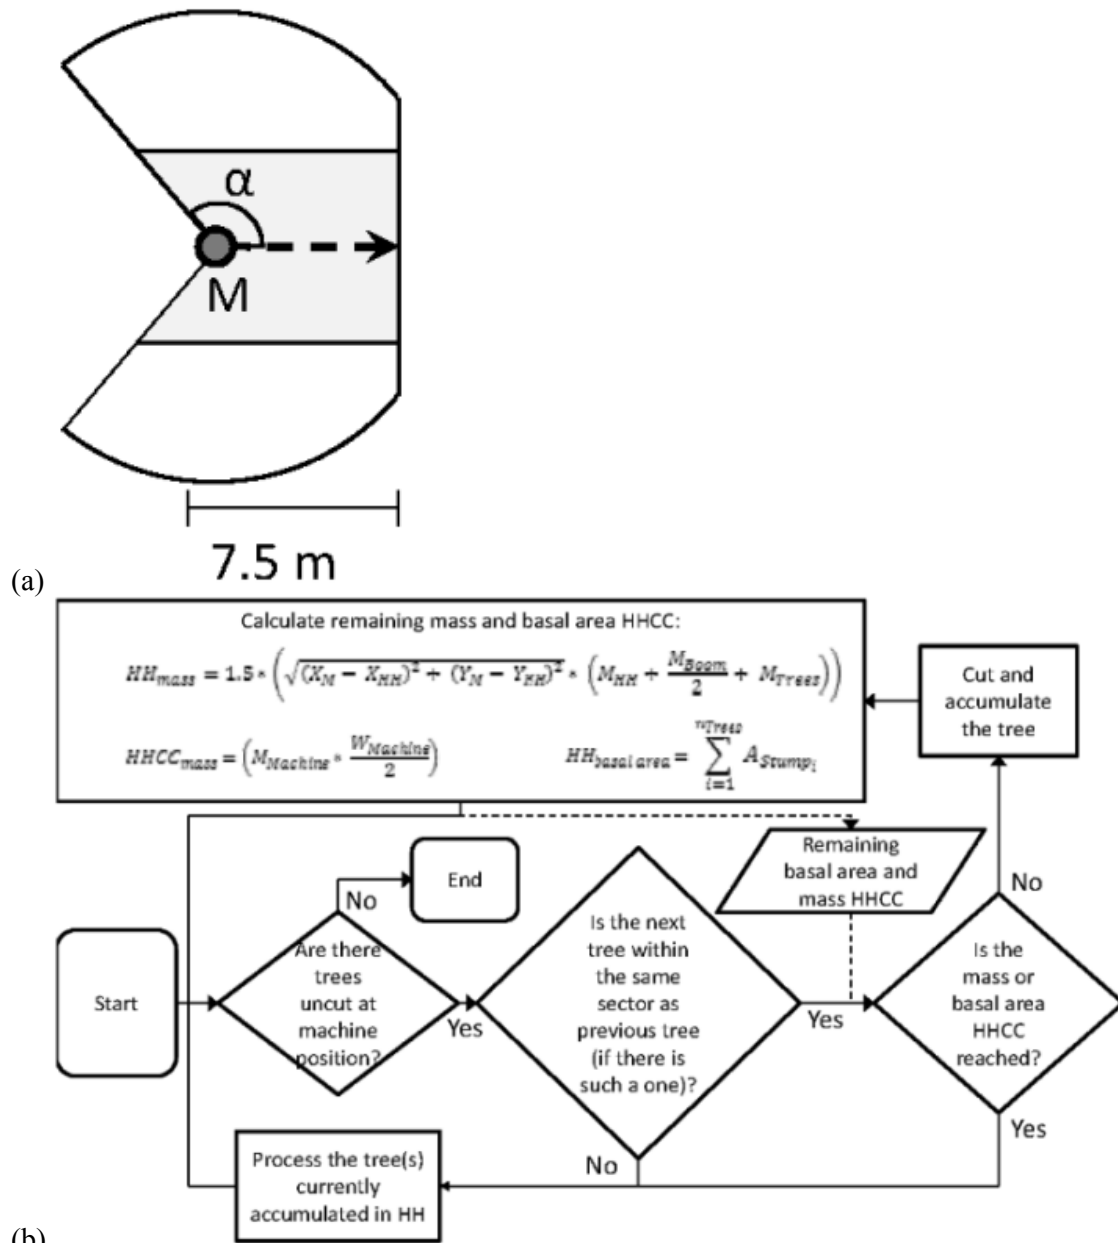 α
M
7.5 m
(a)
Calculate remaining mass and basal area HHCC:
HH_mass = 1.5 * (√((X_M − X_HH)² + (Y_M − Y_HH)²) * (M_HH + M_Boom/2 + M_Trees))
HHCC_mass = (M_Machine * W_Machine/2)
HH_basal area = ∑_{i=1}^{n_Trees} A_Stump_i
Cut and
accumulate
the tree
Remaining
basal area and
mass HHCC
End
No
No
Start
Are there
trees
uncut at
machine
position?
Yes
Is the next
tree within
the same
sector as
previous tree
(if there is
such a one)?
Yes
Is the
mass or
basal area
HHCC
reached?
Yes
No
Process the tree(s)
currently
accumulated in HH
(b)